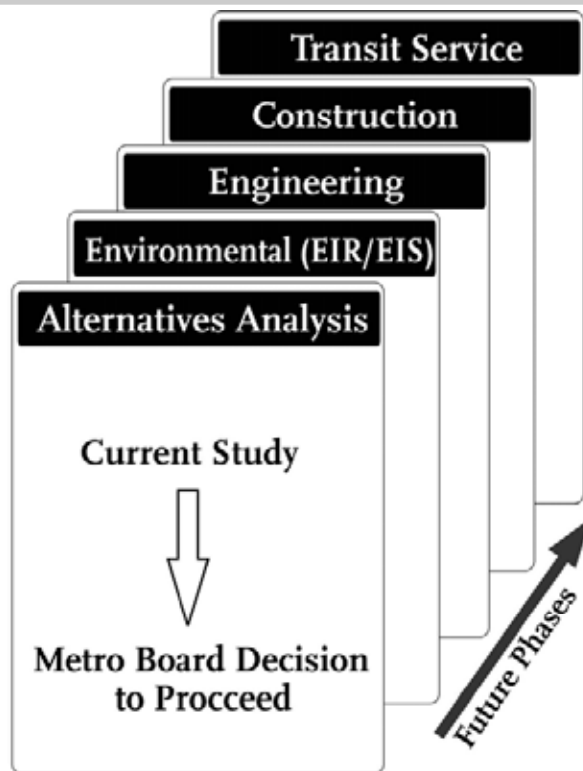 Transit Service
Construction
Engineering
Environmental (EIR/EIS)
Alternatives Analysis
Current Study
Metro Board Decision
to Procceed
Future Phases